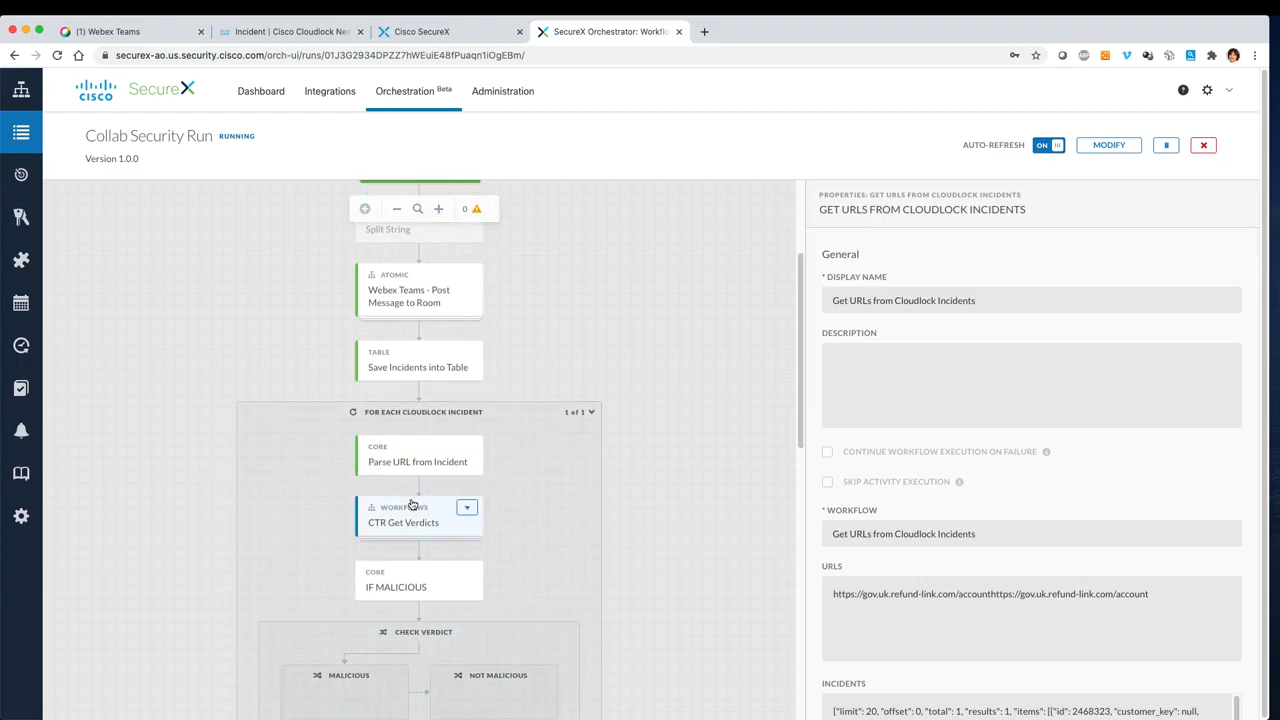 (1) Webex Teams
Incident | Cisco Cloudlock Nev
Cisco SecureX
SecureX Orchestrator: Workflo
securex-ao.us.security.cisco.com/orch-ui/runs/01J3G2934DPZZ7hWEuiE48fPuaqn1iOgEBm/
CISCO
SecureX
Dashboard
Integrations
Orchestration Beta
Administration
Collab Security Run RUNNING
Version 1.0.0
AUTO-REFRESH
ON
MODIFY
0
Split String
ATOMIC
Webex Teams - Post
Message to Room
TABLE
Save Incidents into Table
FOR EACH CLOUDLOCK INCIDENT
1 of 1
CORE
Parse URL from Incident
WORKFLOWS
CTR Get Verdicts
CORE
IF MALICIOUS
CHECK VERDICT
MALICIOUS
NOT MALICIOUS
PROPERTIES: GET URLS FROM CLOUDLOCK INCIDENTS
GET URLS FROM CLOUDLOCK INCIDENTS
General
* DISPLAY NAME
Get URLs from Cloudlock Incidents
DESCRIPTION
CONTINUE WORKFLOW EXECUTION ON FAILURE
SKIP ACTIVITY EXECUTION
* WORKFLOW
Get URLs from Cloudlock Incidents
URLS
https://gov.uk.refund-link.com/accounthttps://gov.uk.refund-link.com/account
INCIDENTS
{"limit": 20, "offset": 0, "total": 1, "results": 1, "items": [[{"id": 2468323, "customer_key": null,